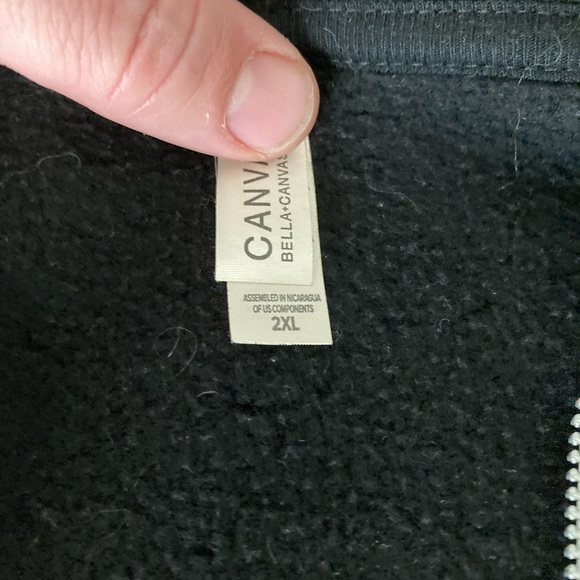 CANV
BELLA+CANVAS
ASSEMBLED IN NICARAGUA
OF US COMPONENTS
2XL